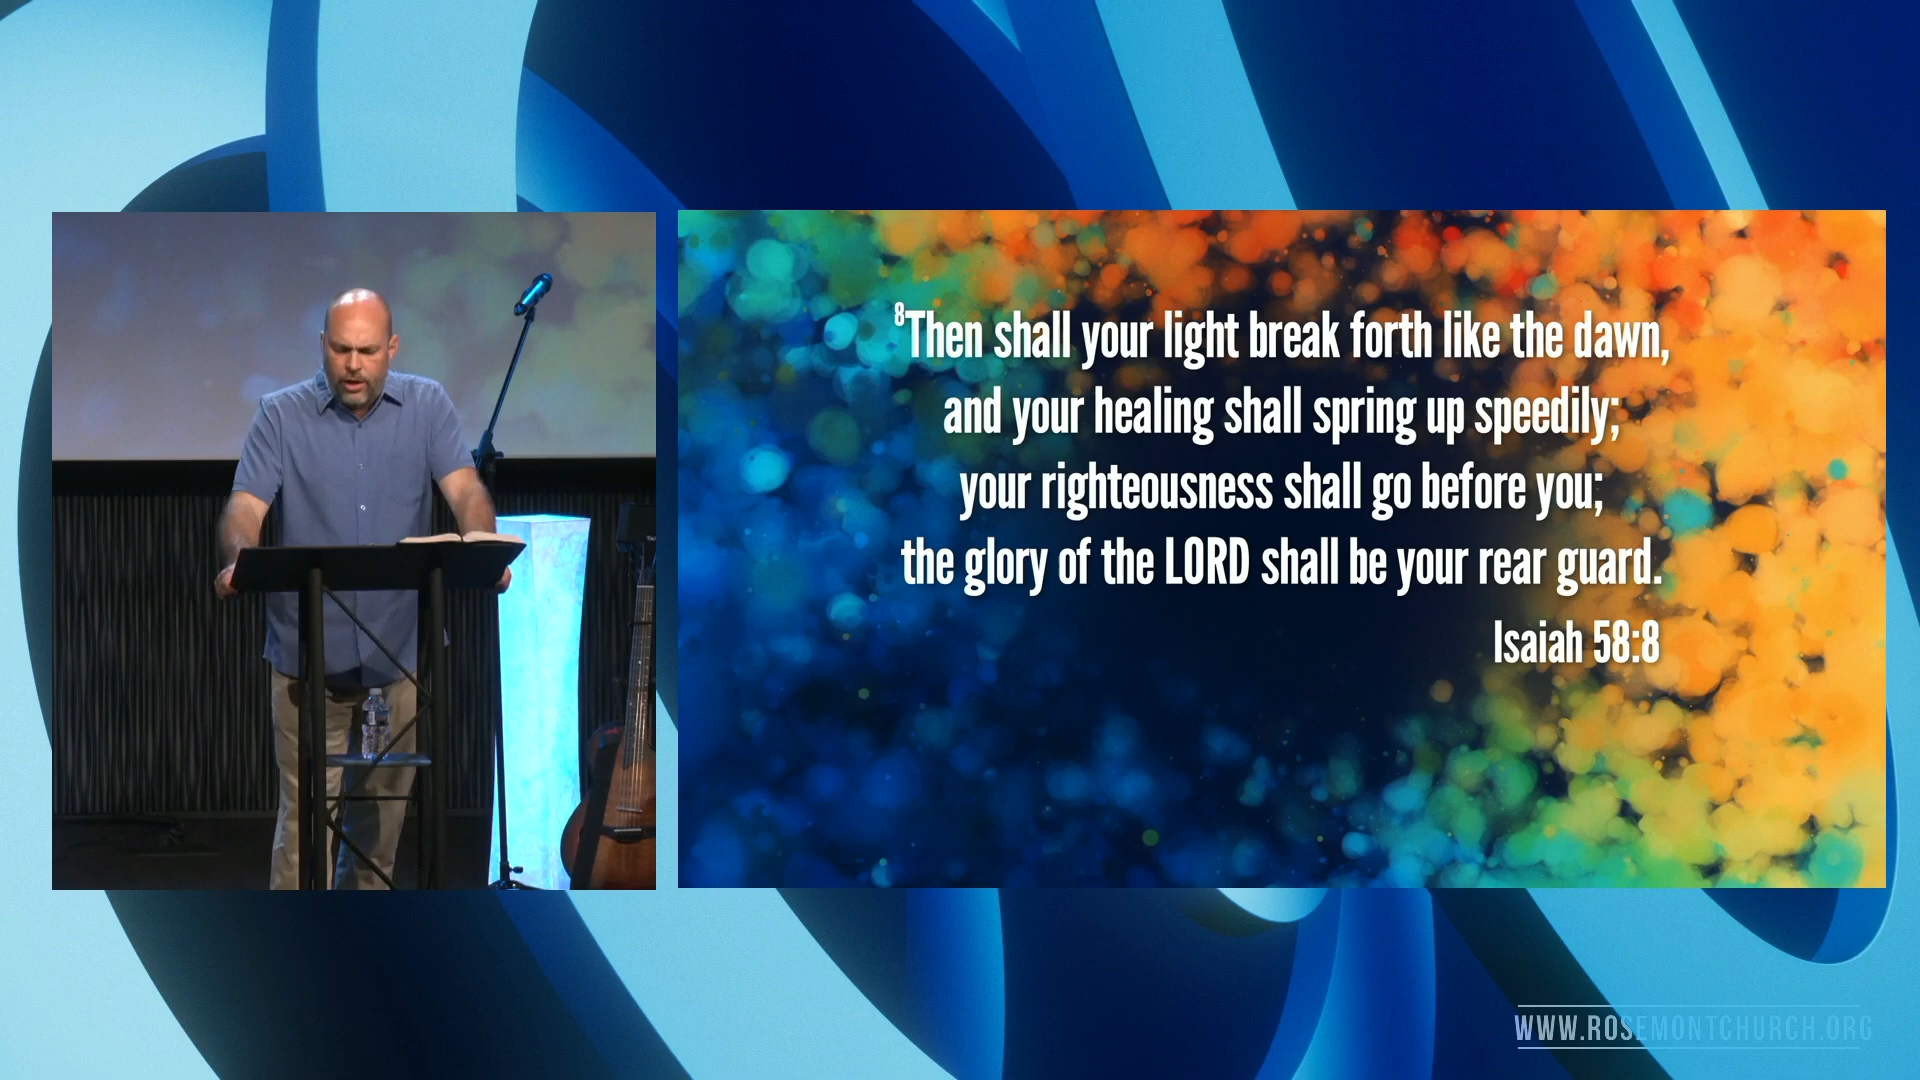 ⁸Then shall your light break forth like the dawn,
and your healing shall spring up speedily;
your righteousness shall go before you;
the glory of the LORD shall be your rear guard.
Isaiah 58:8
WWW.ROSEMONTCHURCH.ORG